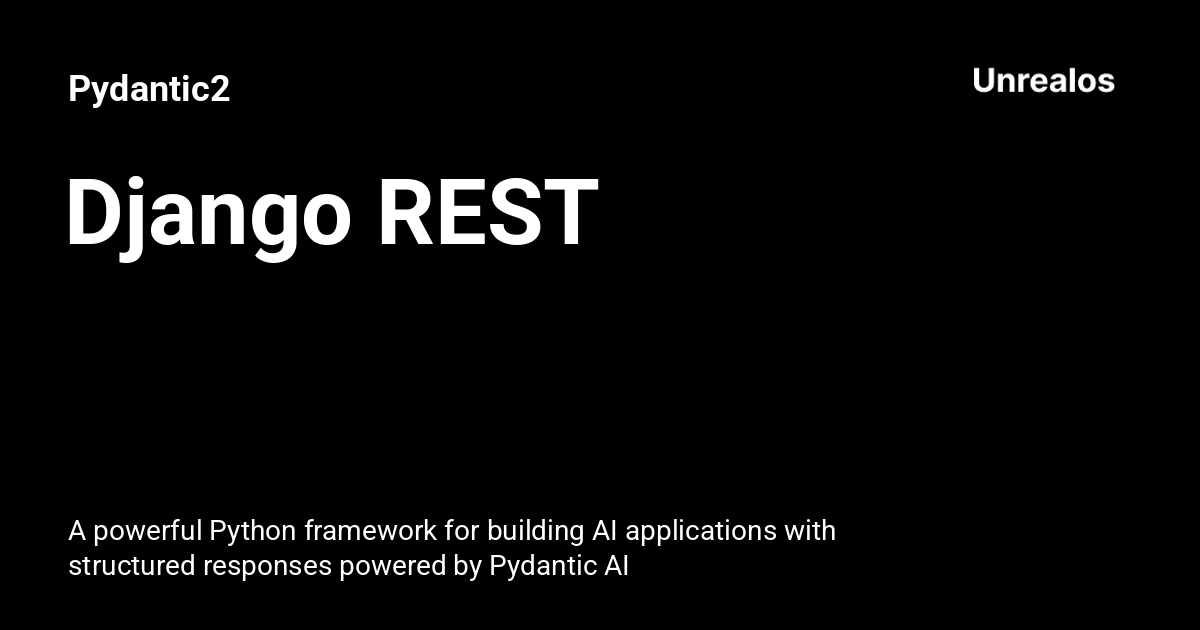 Pydantic2
Unrealos
Django REST
A powerful Python framework for building AI applications with
structured responses powered by Pydantic AI